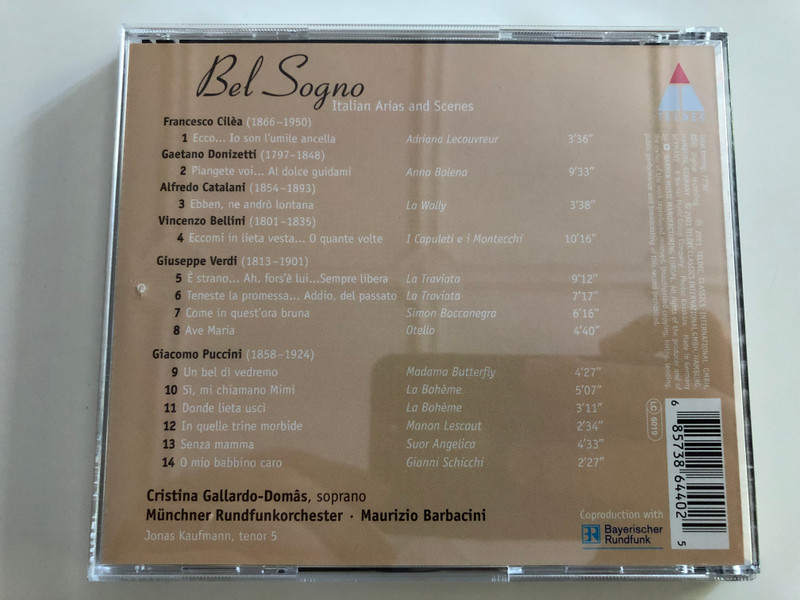 Bel Sogno
Italian Arias and Scenes
Francesco Cilèa (1866–1950)
1 Ecco... Io son l'umile ancella Adriana Lecouvreur 3'36"
Gaetano Donizetti (1797-1848)
2 Piangete voi... Al dolce guidami Anna Bolena 9'33"
Alfredo Catalani (1854–1893)
3 Ebben, ne andrò lontana La Wally 3'38"
Vincenzo Bellini (1801–1835)
4 Eccomi in lieta vesta... O quante volte I Capuleti e i Montecchi 10'16"
Giuseppe Verdi (1813–1901)
5 È strano... Ah, fors'è lui...Sempre libera La Traviata 9'12"
6 Teneste la promessa... Addio, del passato La Traviata 7'17"
7 Come in quest'ora bruna Simon Boccanegra 6'16"
8 Ave Maria Otello 4'40"
Giacomo Puccini (1858–1924)
9 Un bel di vedremo Madama Butterfly 4'27"
10 Sì, mi chiamano Mimì La Bohème 5'07"
11 Donde lieta uscì La Bohème 3'11"
12 In quelle trine morbide Manon Lescaut 2'34"
13 Senza mamma Suor Angelica 4'33"
14 O mio babbino caro Gianni Schicchi 2'27"
Cristina Gallardo-Domâs, soprano
Münchner Rundfunkorchester · Maurizio Barbacini
Jonas Kaufmann, tenor 5
Coproduction with
BR Bayerischer
Rundfunk
TELDEC
LC 6019
6 85738 64402 5